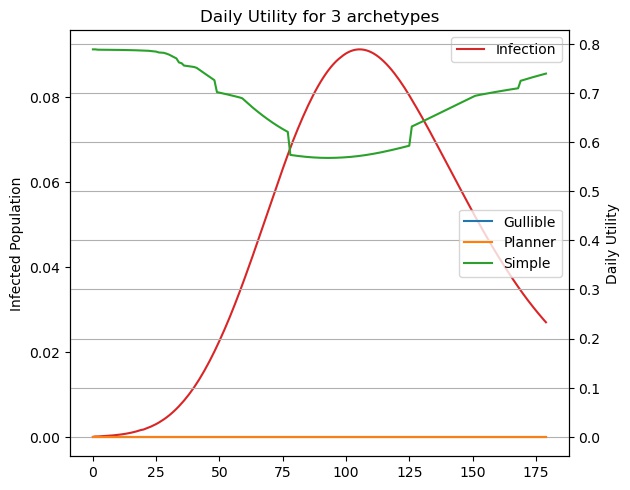 Daily Utility for 3 archetypes
Infection
Gullible
Planner
Simple
Infected Population
0.08
0.06
0.04
0.02
0.00
Daily Utility
0.8
0.7
0.6
0.5
0.4
0.3
0.2
0.1
0.0
0 25 50 75 100 125 150 175